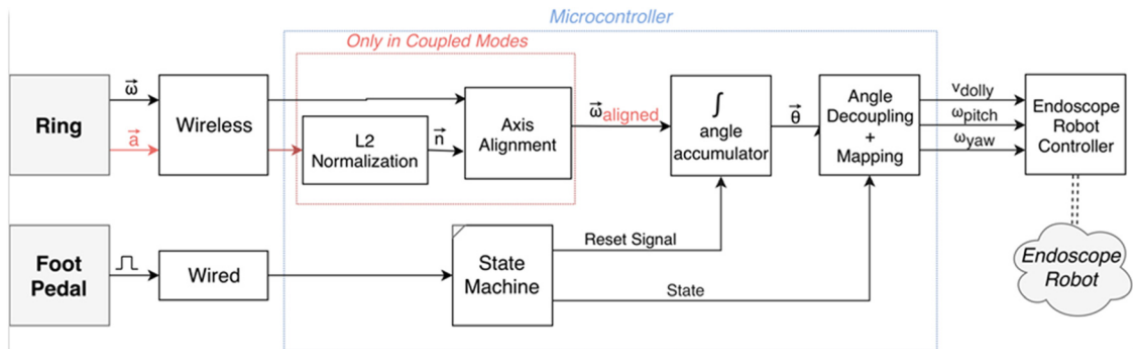 Microcontroller
Only in Coupled Modes
Ring
ω⃗
a⃗
Wireless
L2
Normalization
n⃗
Axis
Alignment
ω⃗aligned
∫
angle
accumulator
θ⃗
Angle
Decoupling
+
Mapping
vdolly
ωpitch
ωyaw
Endoscope
Robot
Controller
Foot
Pedal
Wired
State
Machine
Reset Signal
State
Endoscope
Robot